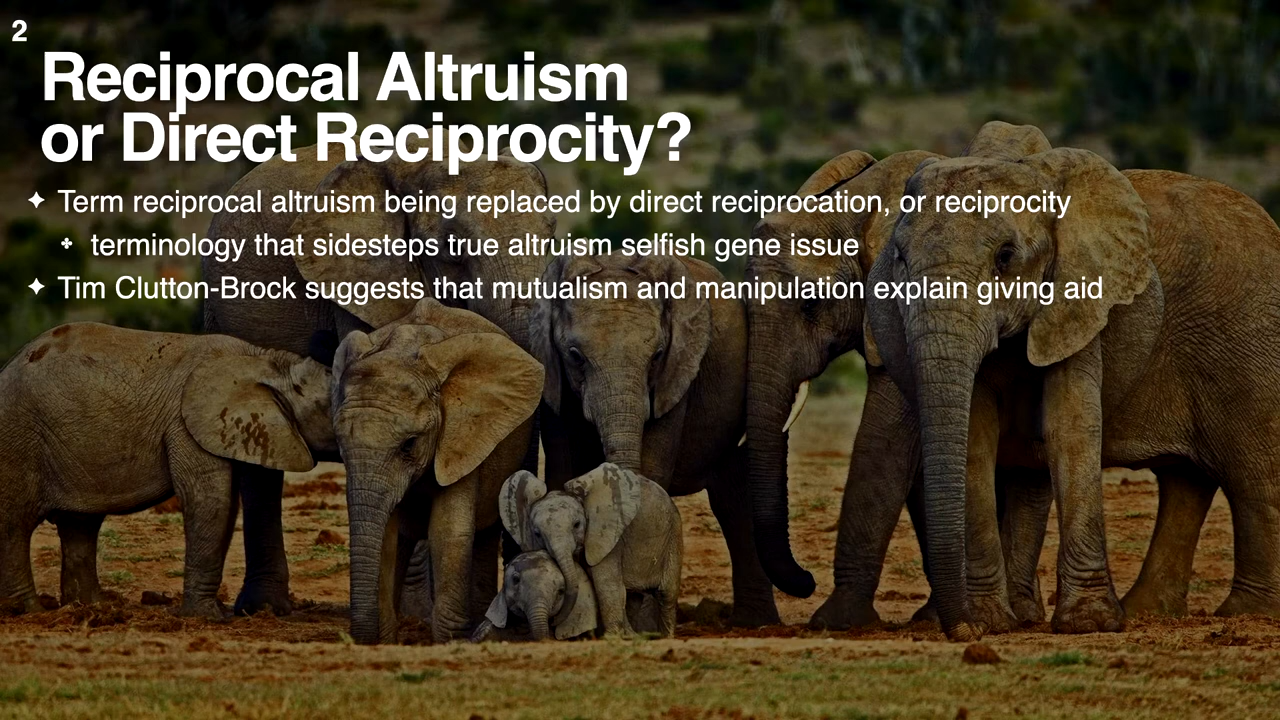 2
Reciprocal Altruism
or Direct Reciprocity?
✦ Term reciprocal altruism being replaced by direct reciprocation, or reciprocity
✤ terminology that sidesteps true altruism selfish gene issue
✦ Tim Clutton-Brock suggests that mutualism and manipulation explain giving aid